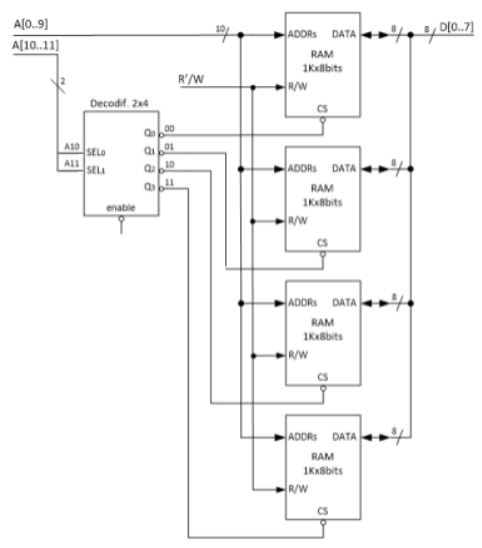 A[0..9]
10
ADDRs DATA
8
8
D[0..7]
A[10..11]
RAM
1Kx8bits
2
R'/W
R/W
Decodif. 2x4
CS
Q0
00
A10
SEL0
Q1
01
A11
SEL1
Q2
10
Q3
11
enable
ADDRs DATA
8
RAM
1Kx8bits
R/W
CS
ADDRs DATA
8
RAM
1Kx8bits
R/W
CS
ADDRs DATA
8
RAM
1Kx8bits
R/W
CS